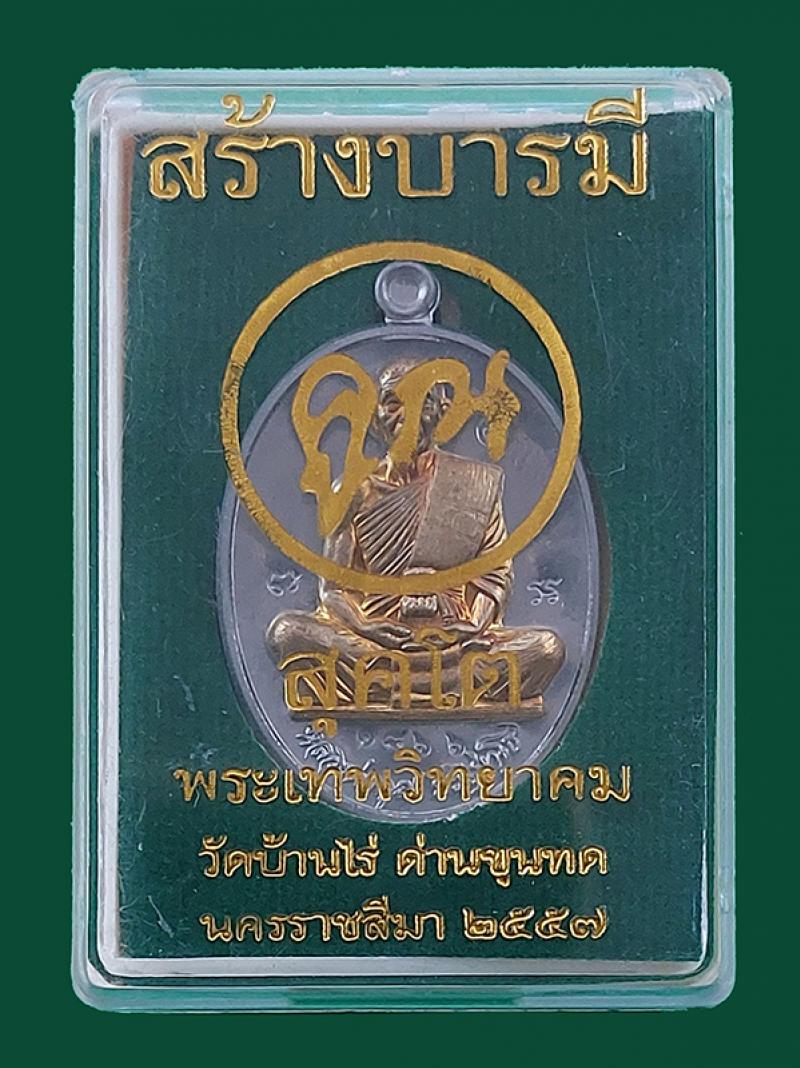 สร้างบารมี
คูณ
สุคโต
พระเทพวิทยาคม
วัดบ้านไร่ ด่านขุนทด
นครราชสีมา ๒๕๕๗